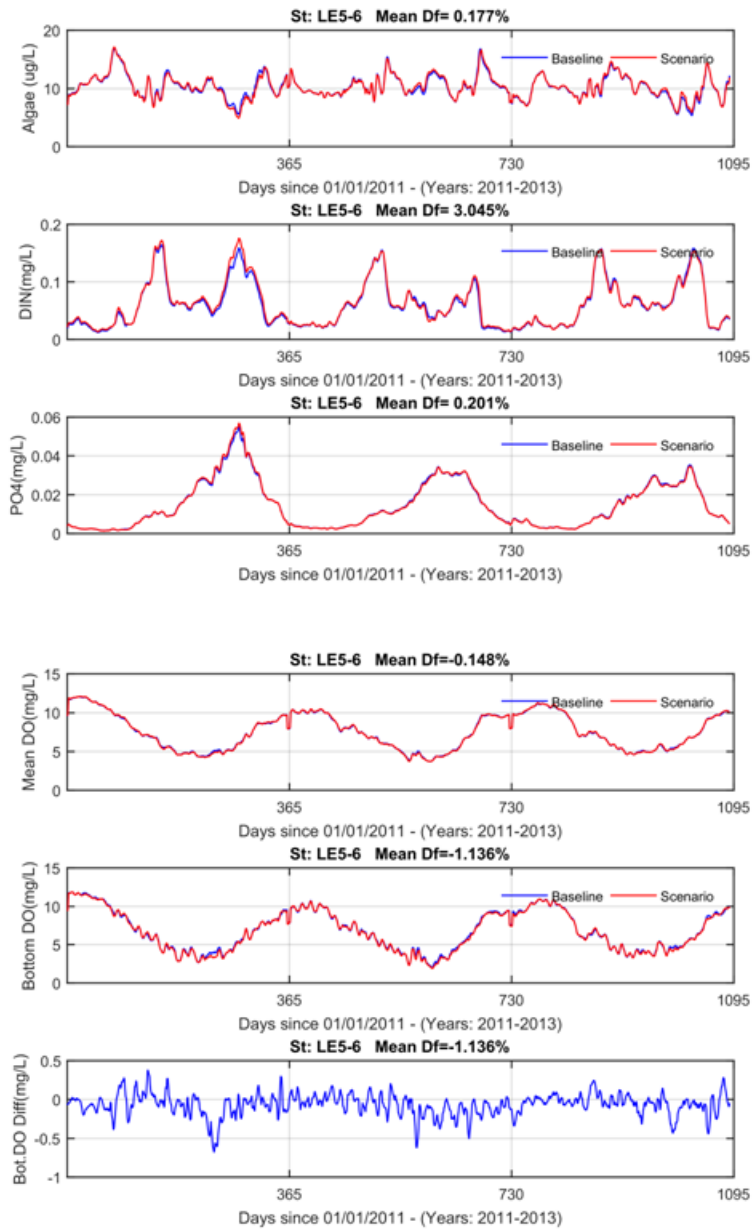 St: LE5-6 Mean Df= 0.177%
20
10
0
Algae (ug/L)
Baseline Scenario
365 730 1095
Days since 01/01/2011 - (Years: 2011-2013)
St: LE5-6 Mean Df= 3.045%
0.2
0.1
0
DIN(mg/L)
Baseline Scenario
365 730 1095
Days since 01/01/2011 - (Years: 2011-2013)
St: LE5-6 Mean Df= 0.201%
0.06
0.04
0.02
0
PO4(mg/L)
Baseline Scenario
365 730 1095
Days since 01/01/2011 - (Years: 2011-2013)
St: LE5-6 Mean Df=-0.148%
15
10
5
0
Mean DO(mg/L)
Baseline Scenario
365 730 1095
Days since 01/01/2011 - (Years: 2011-2013)
St: LE5-6 Mean Df=-1.136%
15
10
5
0
Bottom DO(mg/L)
Baseline Scenario
365 730 1095
Days since 01/01/2011 - (Years: 2011-2013)
St: LE5-6 Mean Df=-1.136%
0.5
0
-0.5
-1
Bot.DO Diff(mg/L)
365 730 1095
Days since 01/01/2011 - (Years: 2011-2013)